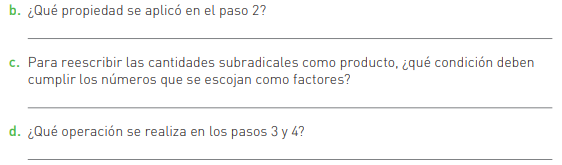 b. ¿Qué propiedad se aplicó en el paso 2?
c. Para reescribir las cantidades subradicales como producto, ¿qué condición deben
cumplir los números que se escojan como factores?
d. ¿Qué operación se realiza en los pasos 3 y 4?